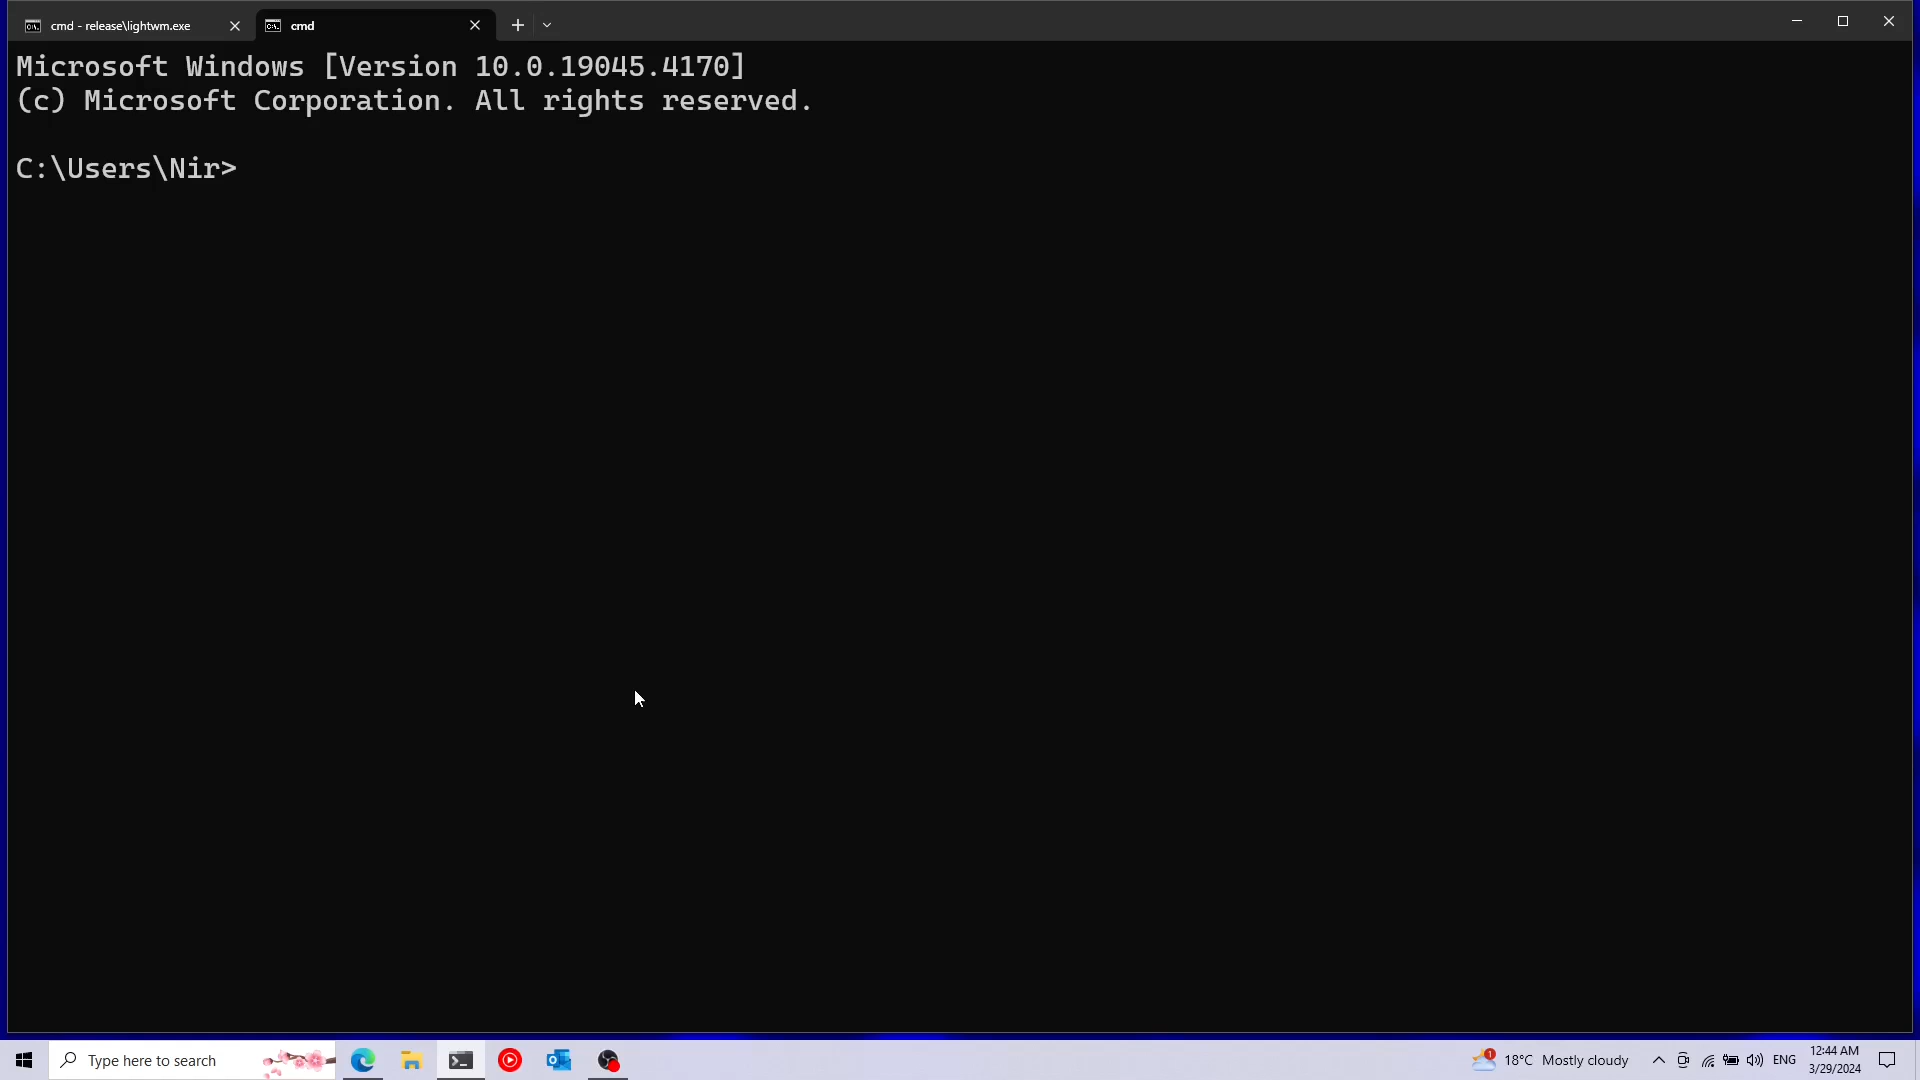 cmd - release\lightwm.exe
cmd
Microsoft Windows [Version 10.0.19045.4170]
(c) Microsoft Corporation. All rights reserved.
C:\Users\Nir>
Type here to search
1
18°C Mostly cloudy
ENG
12:44 AM
3/29/2024